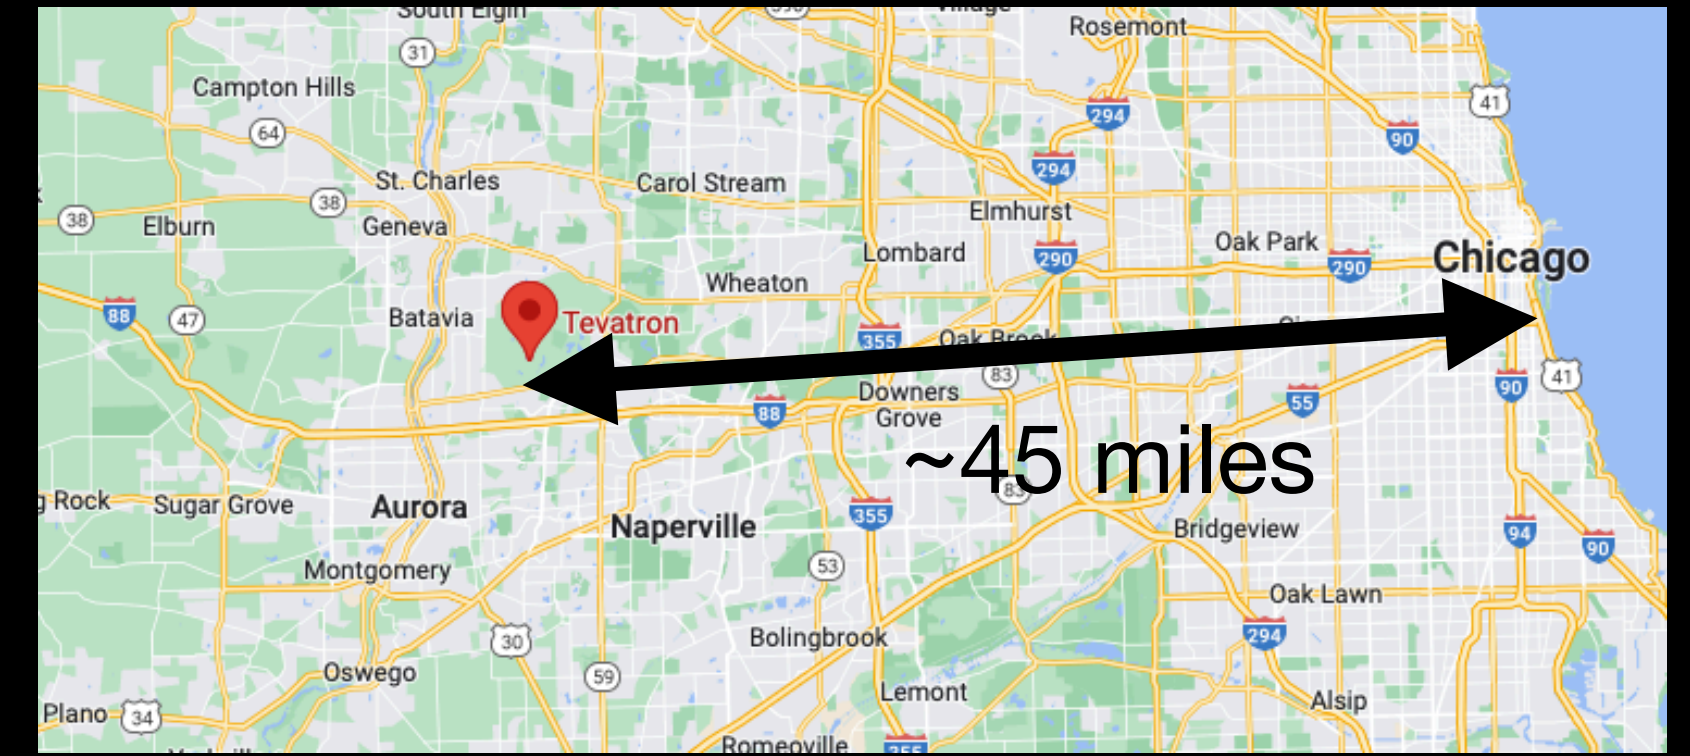 South Elgin
Village
Rosemont
31
41
Campton Hills
294
64
90
294
St. Charles
Carol Stream
38
38
Elburn
Geneva
Elmhurst
Lombard
Oak Park
Chicago
290
290
Wheaton
88
47
Batavia
Tevatron
355
Oak Brook
83
41
90
88
Downers
Grove
55
~45 miles
83
g Rock
Sugar Grove
Aurora
Naperville
355
Bridgeview
94
90
53
Montgomery
Oak Lawn
294
30
Bolingbrook
Oswego
59
Lemont
Alsip
Plano
34
Romeoville
355